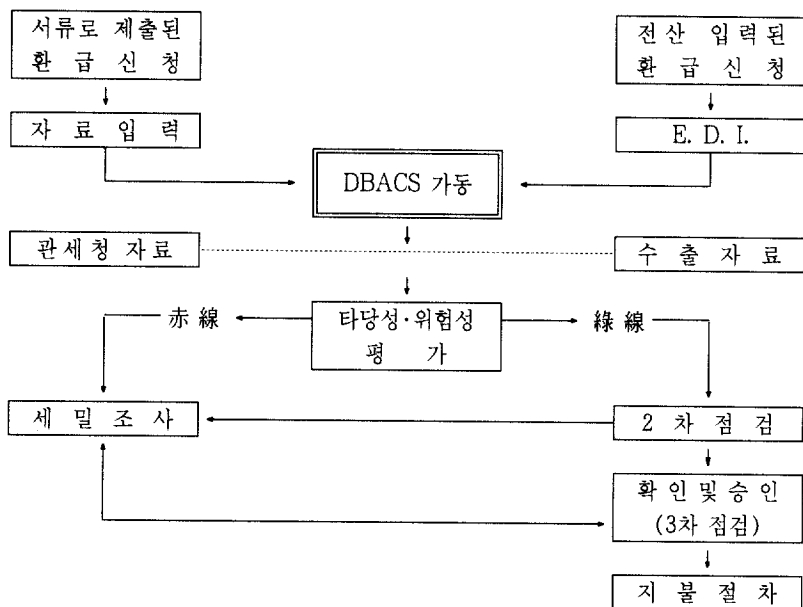 서류로 제출된
환 급 신 청
전산 입력된
환 급 신 청
자 료 입 력
E. D. I.
DBACS 가동
관세청 자료
수 출 자 료
赤 線
타당성·위험성
평 가
綠 線
세 밀 조 사
2 차 점 검
확 인 및 승 인
(3차 점검)
지 불 절 차